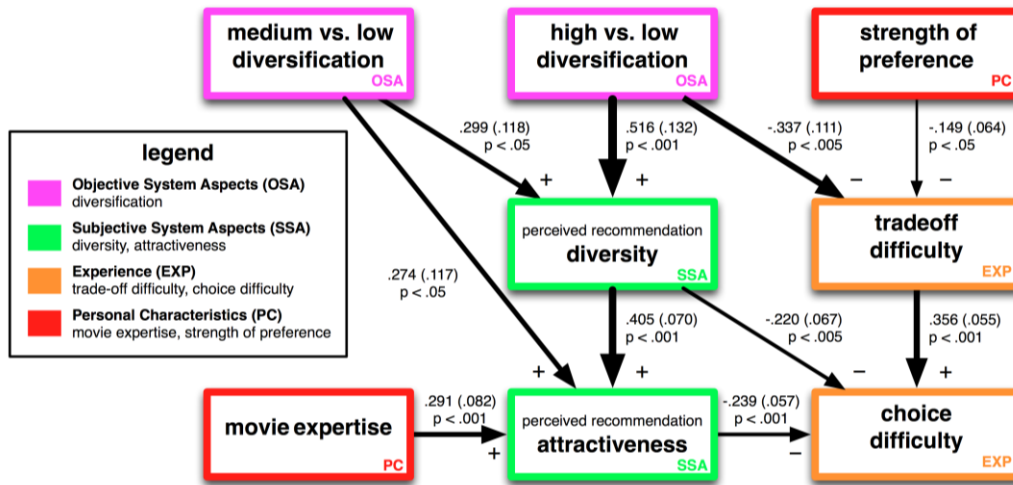 medium vs. low
diversification
OSA
high vs. low
diversification
OSA
strength of
preference
PC
.299 (.118)
p < .05
+
.516 (.132)
p < .001
+
-.337 (.111)
p < .005
−
-.149 (.064)
p < .05
−
legend
Objective System Aspects (OSA)
diversification
Subjective System Aspects (SSA)
diversity, attractiveness
Experience (EXP)
trade-off difficulty, choice difficulty
Personal Characteristics (PC)
movie expertise, strength of preference
perceived recommendation
diversity
SSA
tradeoff
difficulty
EXP
.274 (.117)
p < .05
+
.405 (.070)
p < .001
+
-.220 (.067)
p < .005
−
.356 (.055)
p < .001
+
movie expertise
PC
.291 (.082)
p < .001
+
perceived recommendation
attractiveness
SSA
-.239 (.057)
p < .001
−
choice
difficulty
EXP